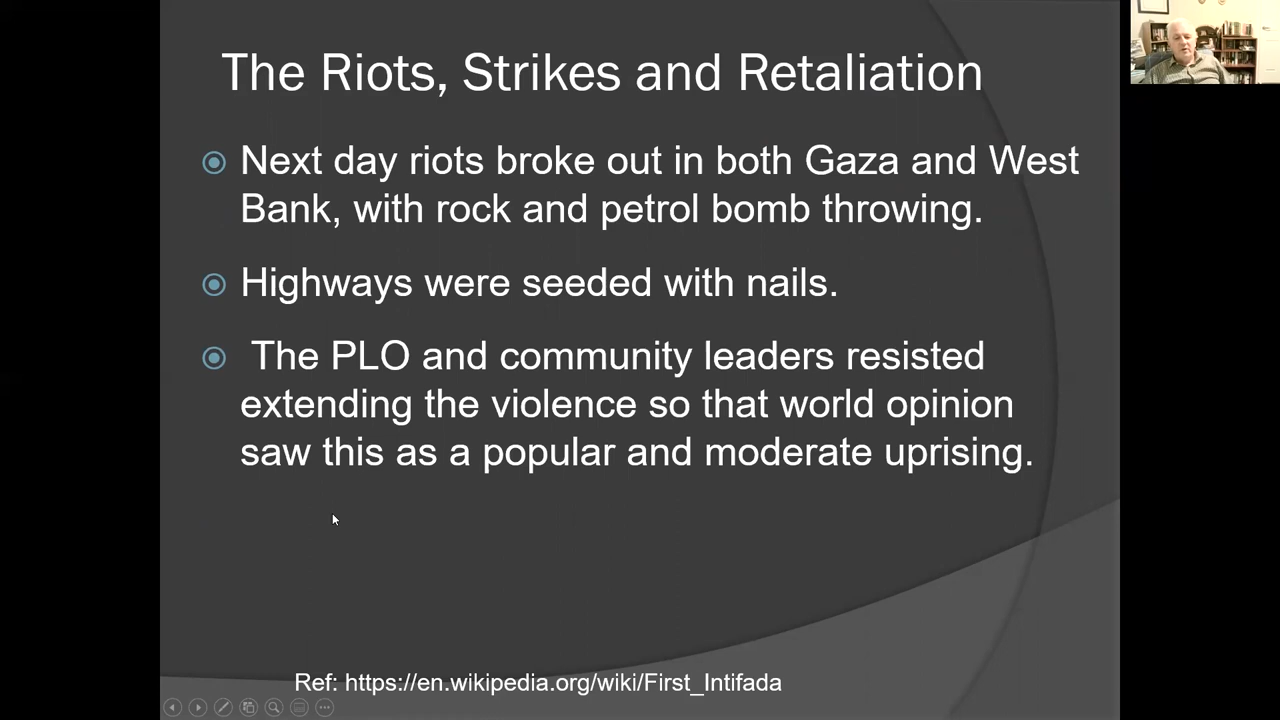 The Riots, Strikes and Retaliation
Next day riots broke out in both Gaza and West
Bank, with rock and petrol bomb throwing.
Highways were seeded with nails.
The PLO and community leaders resisted
extending the violence so that world opinion
saw this as a popular and moderate uprising.
Ref: https://en.wikipedia.org/wiki/First_Intifada